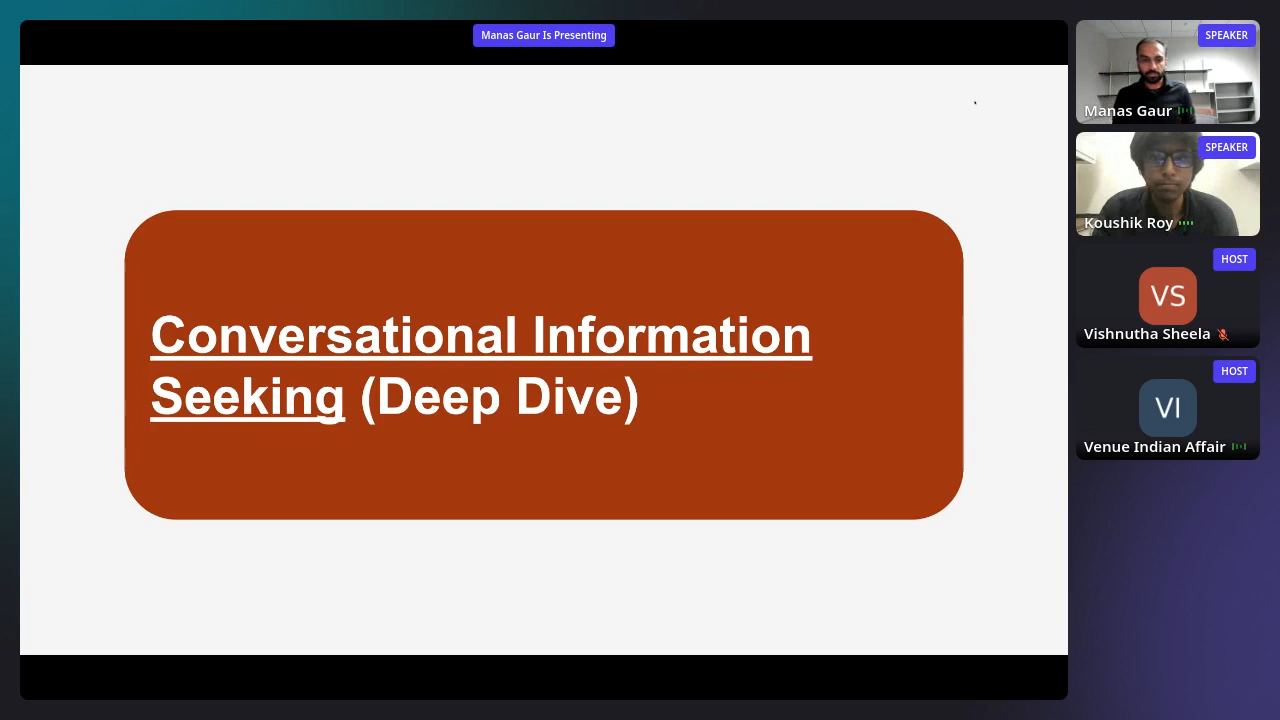 Manas Gaur Is Presenting
Conversational Information
Seeking (Deep Dive)
SPEAKER
Manas Gaur
SPEAKER
Koushik Roy
HOST
VS
Vishnutha Sheela
HOST
VI
Venue Indian Affair